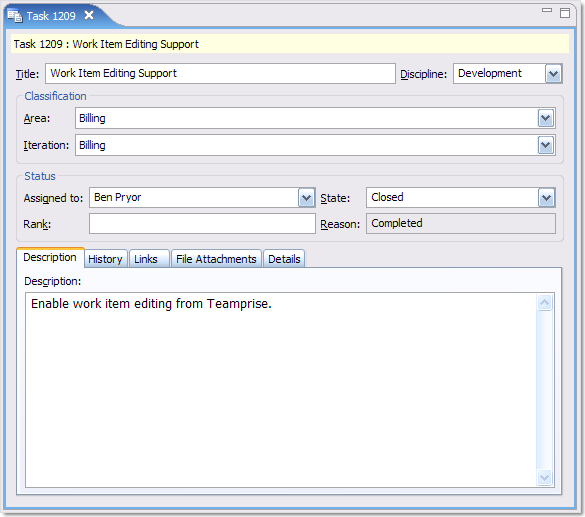 Task 1209
Task 1209 : Work Item Editing Support
Title: Work Item Editing Support Discipline: Development
Classification
Area: Billing
Iteration: Billing
Status
Assigned to: Ben Pryor State: Closed
Rank: Reason: Completed
Description History Links File Attachments Details
Description:
Enable work item editing from Teamprise.